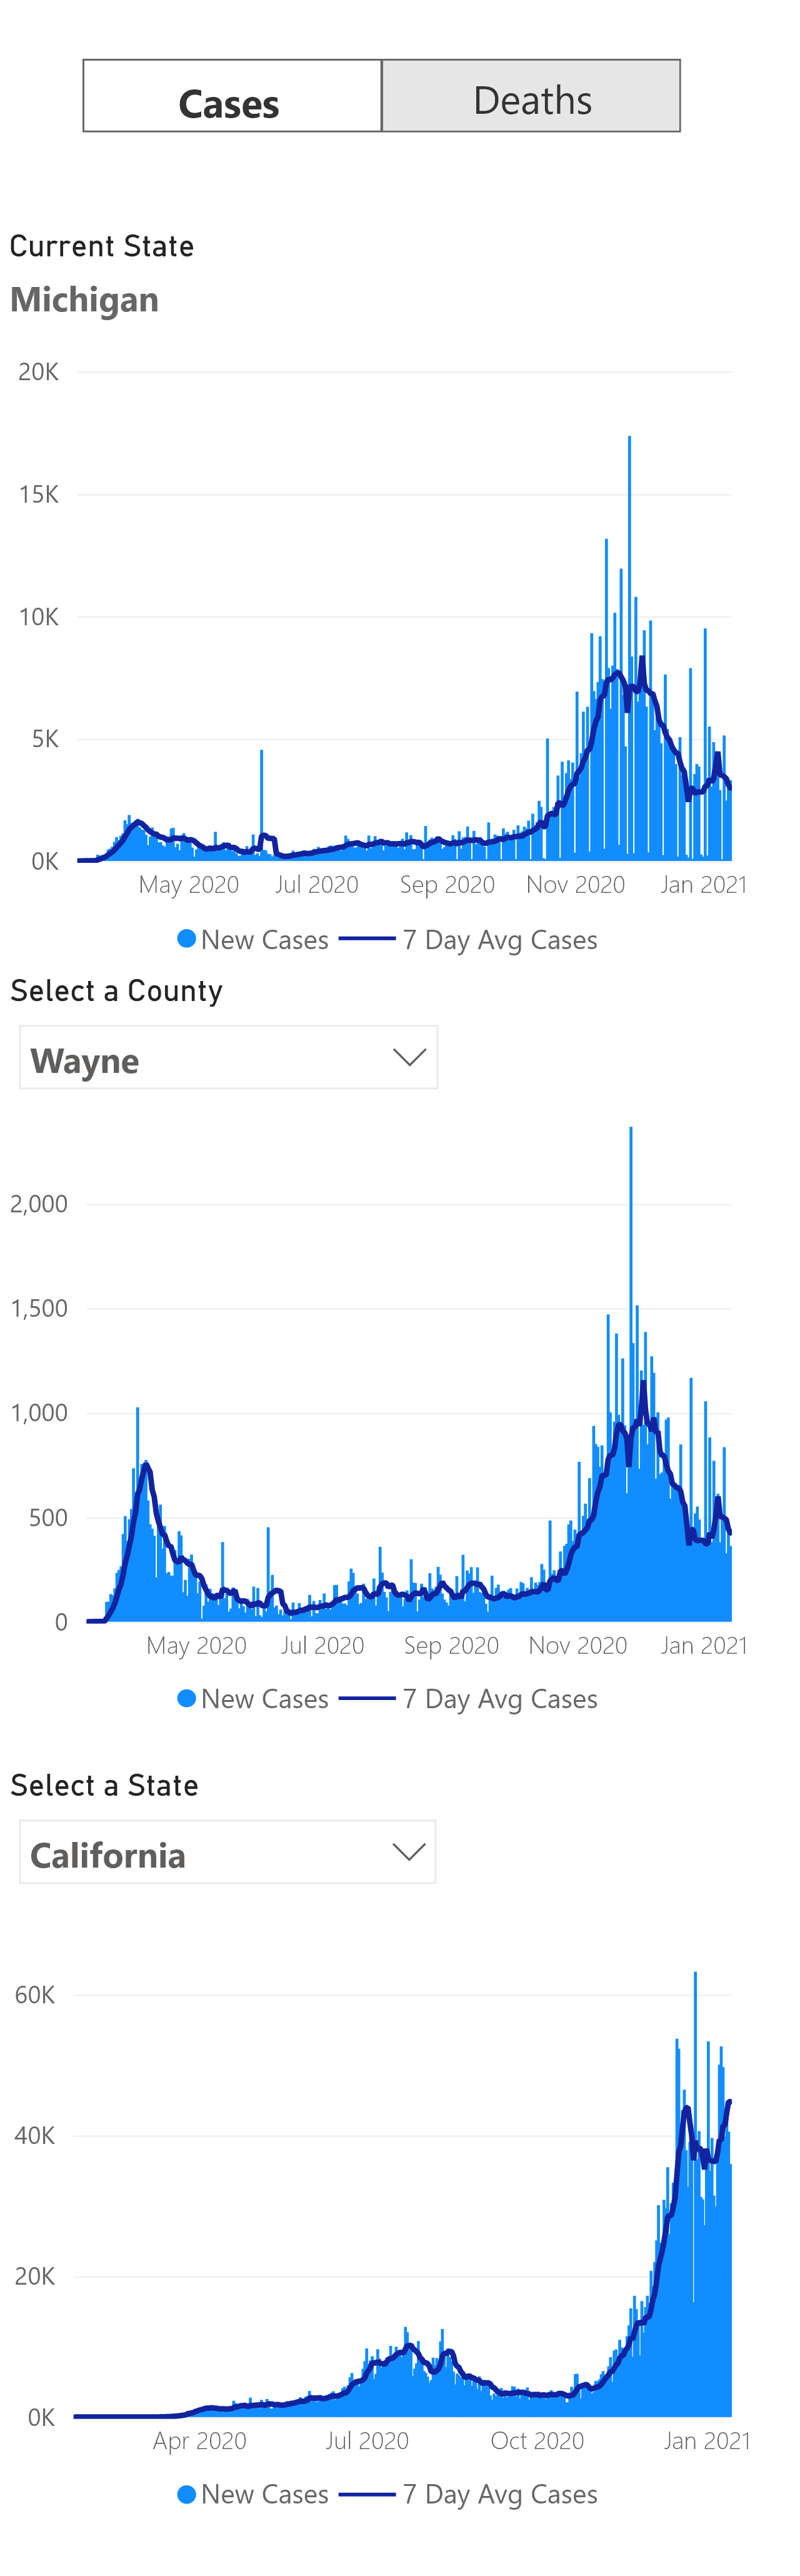 Cases Deaths
Current State
Michigan
20K
15K
10K
5K
0K
May 2020 Jul 2020 Sep 2020 Nov 2020 Jan 2021
New Cases 7 Day Avg Cases
Select a County
Wayne
2,000
1,500
1,000
500
0
May 2020 Jul 2020 Sep 2020 Nov 2020 Jan 2021
New Cases 7 Day Avg Cases
Select a State
California
60K
40K
20K
0K
Apr 2020 Jul 2020 Oct 2020 Jan 2021
New Cases 7 Day Avg Cases